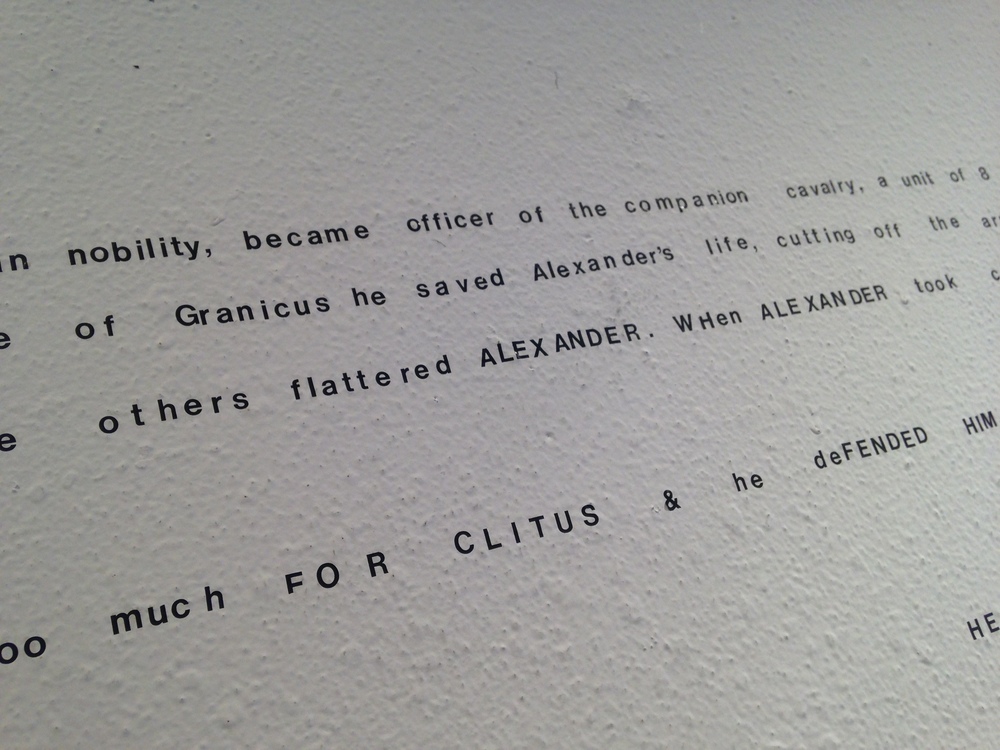 in nobility, became officer of the companion cavalry, a unit of 8
of Granicus he saved Alexander's life, cutting off the
others flattered ALEXANDER. WHen ALEXANDER took
much FOR CLITUS & he deFENDED HIM
HE